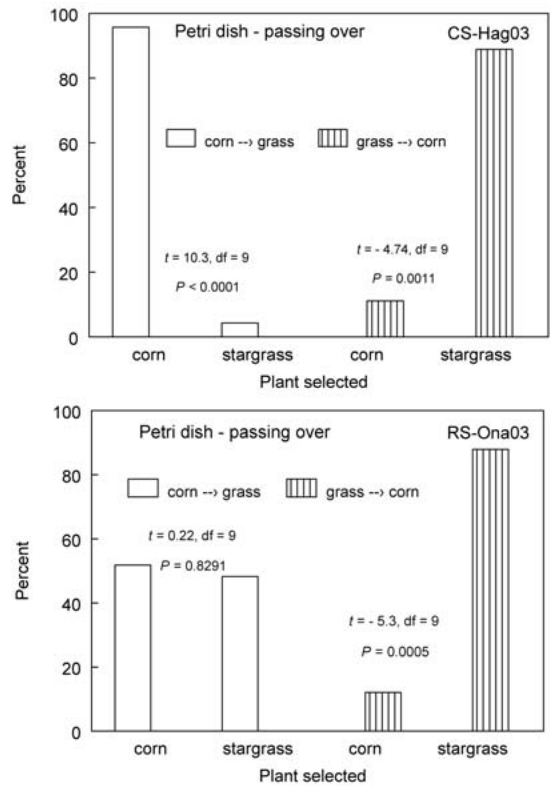 Petri dish - passing over CS-Hag03
100
80
60
40
20
0
Percent
corn --> grass grass --> corn
t = 10.3, df = 9
P < 0.0001
t = - 4.74, df = 9
P = 0.0011
corn stargrass corn stargrass
Plant selected
Petri dish - passing over RS-Ona03
100
80
60
40
20
0
Percent
corn --> grass grass --> corn
t = 0.22, df = 9
P = 0.8291
t = - 5.3, df = 9
P = 0.0005
corn stargrass corn stargrass
Plant selected